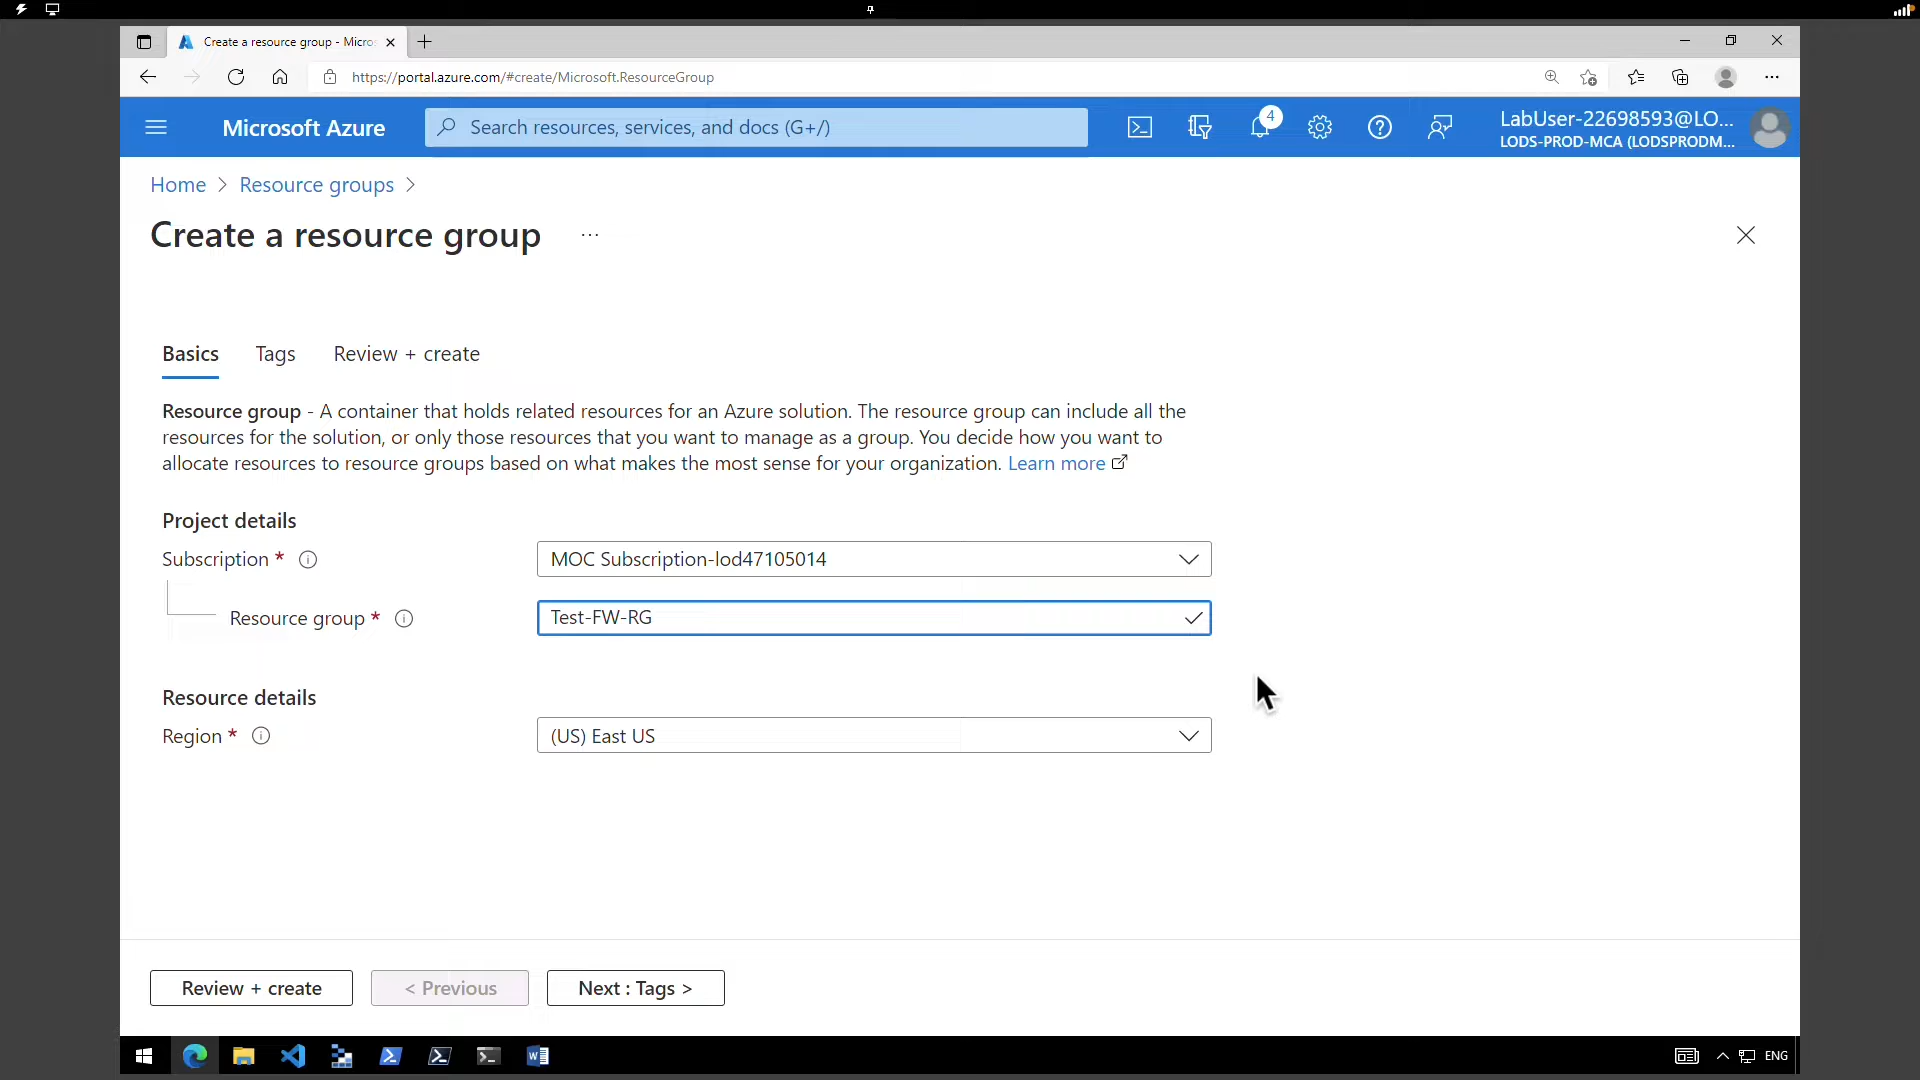 Create a resource group - Micro
https://portal.azure.com/#create/Microsoft.ResourceGroup
Microsoft Azure
Search resources, services, and docs (G+/)
4
LabUser-22698593@LO...
LODS-PROD-MCA (LODSPRODM...
Home > Resource groups >
Create a resource group ...
Basics Tags Review + create
Resource group - A container that holds related resources for an Azure solution. The resource group can include all the
resources for the solution, or only those resources that you want to manage as a group. You decide how you want to
allocate resources to resource groups based on what makes the most sense for your organization. Learn more
Project details
Subscription * MOC Subscription-lod47105014
Resource group * Test-FW-RG
Resource details
Region * (US) East US
Review + create < Previous Next : Tags >
ENG